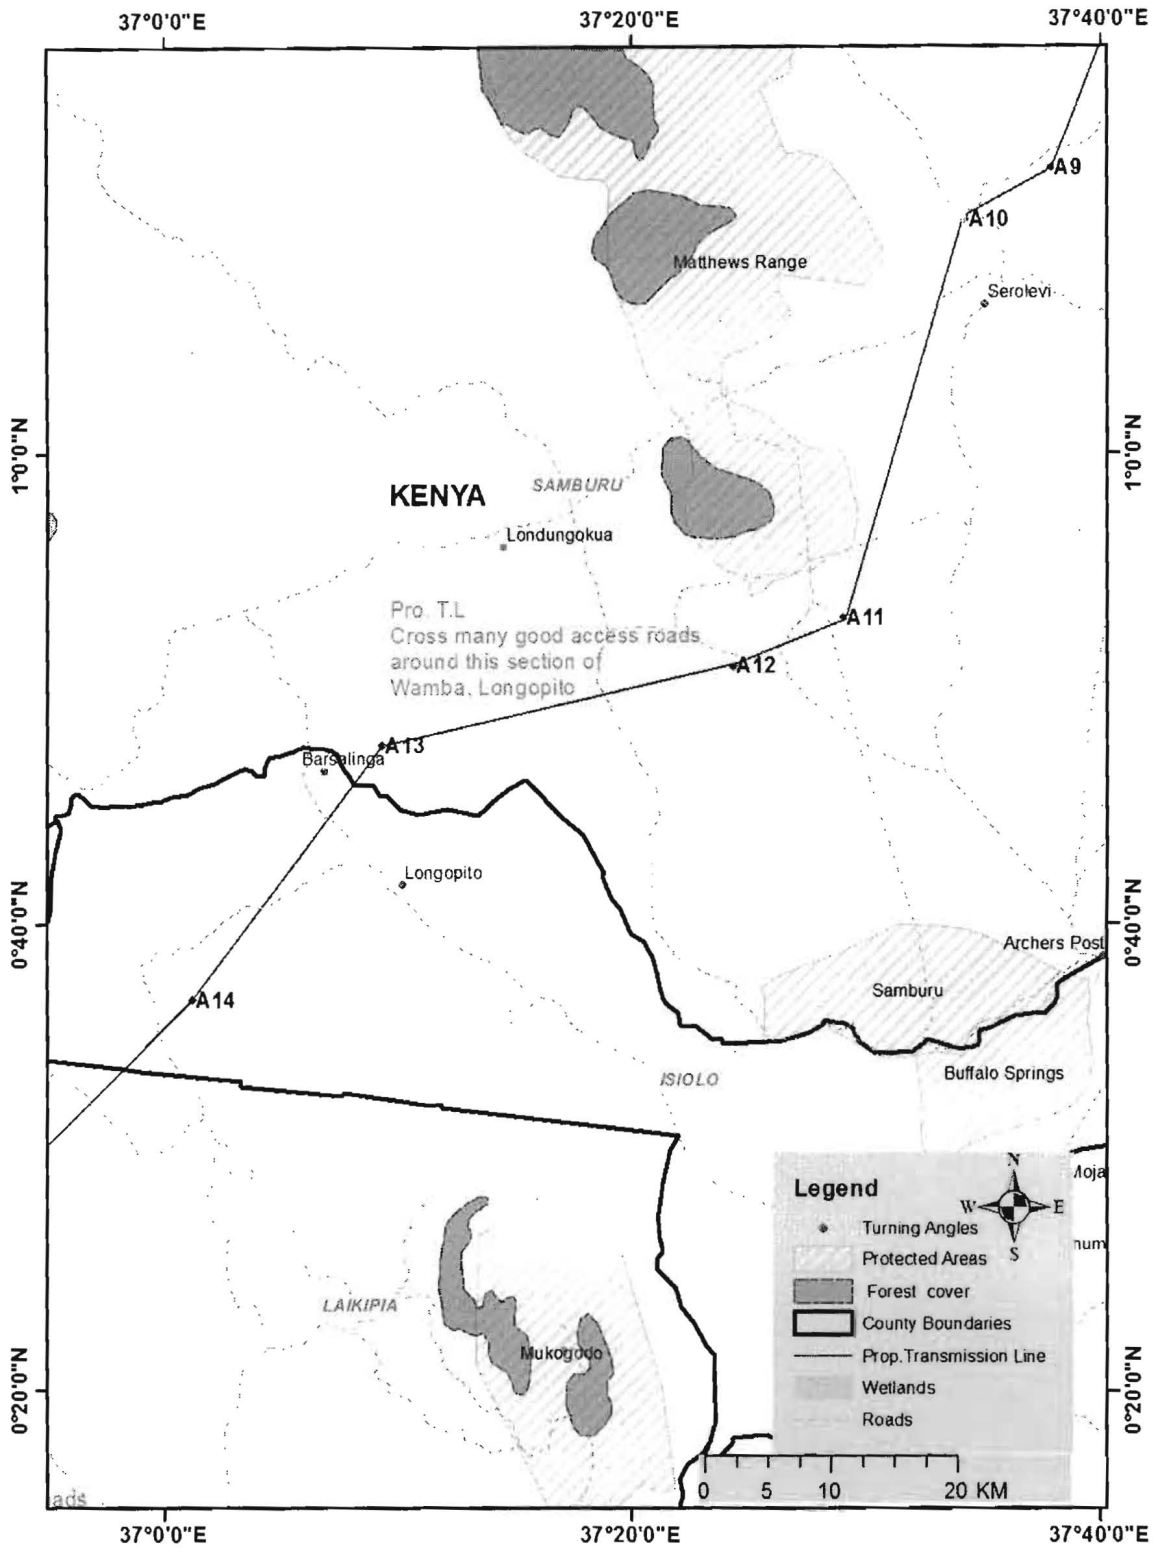 37°0'0"E
37°20'0"E
37°40'0"E
A9
A10
Matthews Range
Serolevi
1°0'0"N
1°0'0"N
KENYA
SAMBURU
Londungokua
Pro. T.L
Cross many good access roads
around this section of
Wamba, Longopito
A11
A12
A13
Barsalinga
Longopito
0°40'0"N
0°40'0"N
Archers Post
Samburu
A14
Buffalo Springs
ISIOLO
Legend
N
W
E
S
Turning Angles
Protected Areas
Forest cover
County Boundaries
Prop.Transmission Line
Wetlands
Roads
LAIKIPIA
Mukogodo
0°20'0"N
0°20'0"N
0 5 10 20 KM
ads
37°0'0"E
37°20'0"E
37°40'0"E